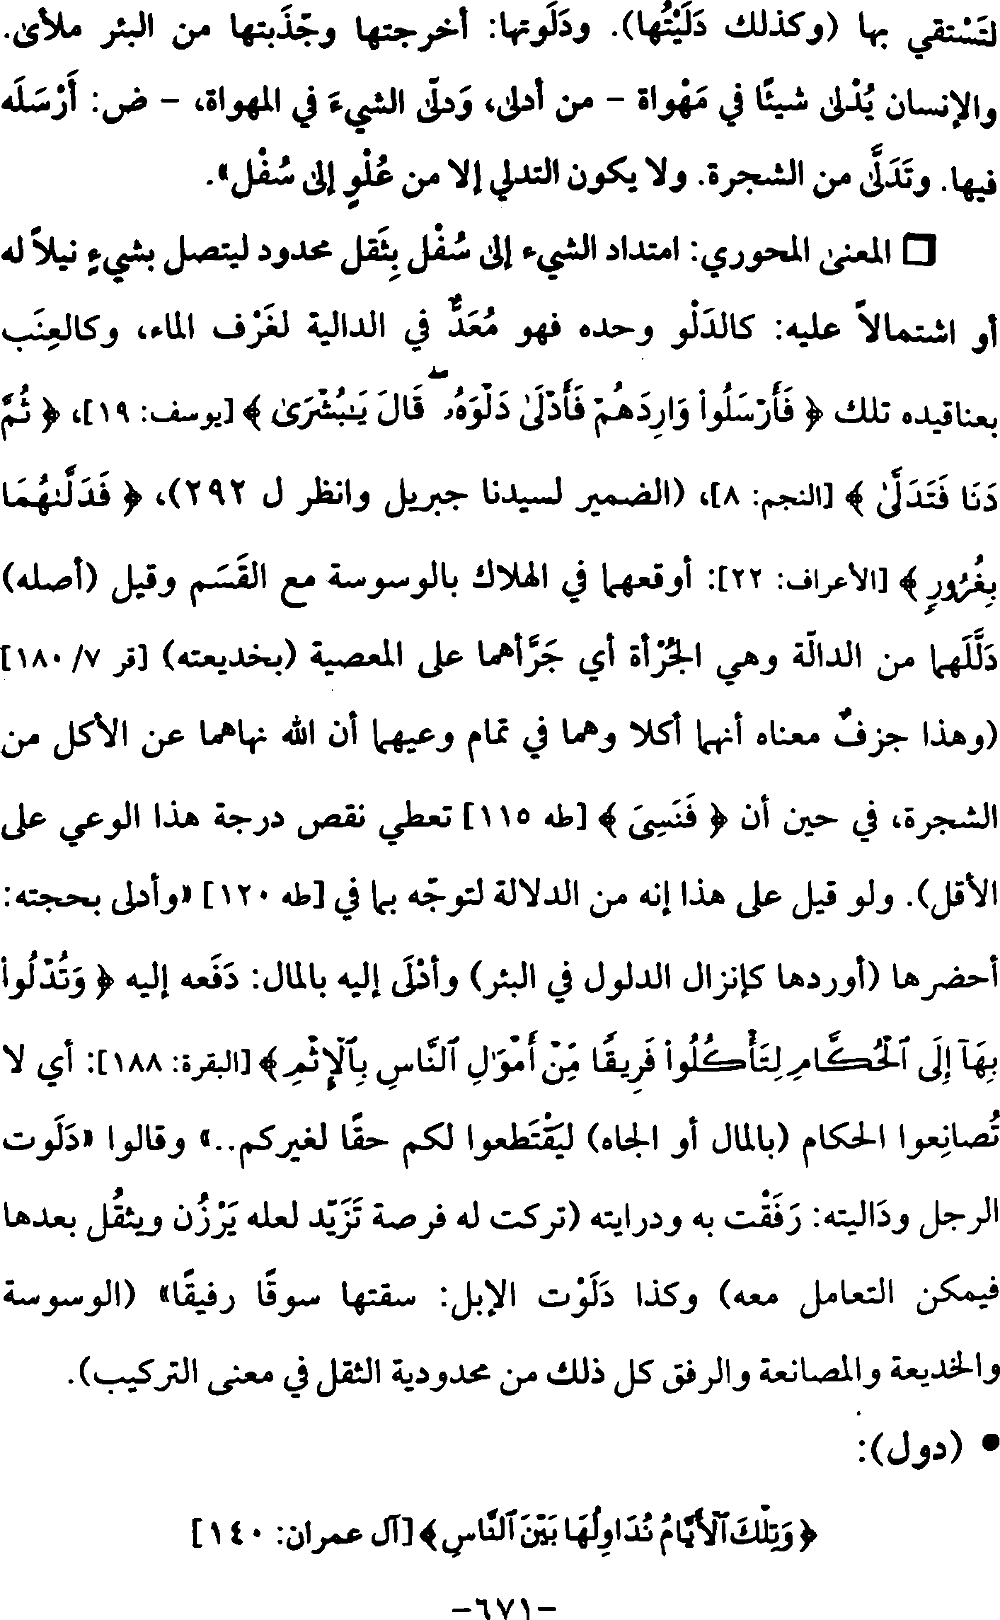 لتَسْتقي بها (وكذلك دَلَيْتُها). ودَلَوتها: أخرجتها وجّذَبتها من البئر ملأىٰ.
والإنسان يُدْلىٰ شيئًا في مَهْواة – من أدلىٰ، وَدلّىٰ الشيءَ في المهواة، – ض: أَرْسَلَه
فيها. وتَدَلَّىٰ من الشجرة. ولا يكون التدلي إلا من عُلْوٍ إلىٰ سُفْل».
❏ المعنىٰ المحوري: امتداد الشيء إلىٰ سُفْل بِثَقل محدود ليتصل بشيءٍ نيلاً له
أو اشتمالاً عليه: كالدَلْو وحده فهو مُعَدٌّ في الدالية لغَرْف الماء، وكالعِنَب
بعناقيده تلك ﴿ فَأَرْسَلُوا۟ وَارِدَهُمْ فَأَدْلَىٰ دَلْوَهُۥ ۖ قَالَ يَـٰبُشْرَىٰ ﴾ [يوسف: ١٩]، ﴿ ثُمَّ
دَنَا فَتَدَلَّىٰ ﴾ [النجم: ٨]، (الضمير لسيدنا جبريل وانظر ل ٢٩٢)، ﴿ فَدَلَّىٰهُمَا
بِغُرُورٍ ﴾ [الأعراف: ٢٢]: أوقعهما في الهلاك بالوسوسة مع القَسَم وقيل (أصله)
دَلَّلَهما من الدالّة وهي الجُرْأة أي جَرَّأهما على المعصية (بخديعته) [قر ٧/ ١٨٠]
(وهذا جزفٌ معناه أنهما أكلا وهما في تمام وعيهما أن الله نهاهما عن الأكل من
الشجرة، في حين أن ﴿ فَنَسِىَ ﴾ [طه ١١٥] تعطي نقص درجة هذا الوعي على
الأقل). ولو قيل على هذا إنه من الدلالة لتوجّه بما في [طه ١٢٠] «وأدلى بحجته:
أحضرها (أوردها كإنزال الدلول في البئر) وأدْلَى إليه بالمال: دَفَعه إليه ﴿ وَتُدْلُوا۟
بِهَآ إِلَى ٱلْحُكَّامِ لِتَأْكُلُوا۟ فَرِيقًا مِّنْ أَمْوَٰلِ ٱلنَّاسِ بِٱلْإِثْمِ ﴾ [البقرة: ١٨٨]: أي لا
تُصانِعوا الحكام (بالمال أو الجاه) ليَقْتَطعوا لكم حقًا لغيركم..» وقالوا «دَلَوت
الرجل ودَاليته: رَفَقْت به ودرايته (تركت له فرصة تَزَيّد لعله يَرْزُن ويثقُل بعدها
فيمكن التعامل معه) وكذا دَلَوْت الإبل: سقتها سوقًا رفيقًا» (الوسوسة
والخديعة والمصانعة والرفق كل ذلك من محدودية الثقل في معنى التركيب).
• (دول):
﴿ وَتِلْكَ ٱلْأَيَّامُ نُدَاوِلُهَا بَيْنَ ٱلنَّاسِ ﴾ [آل عمران: ١٤٠]
–٦٧١–